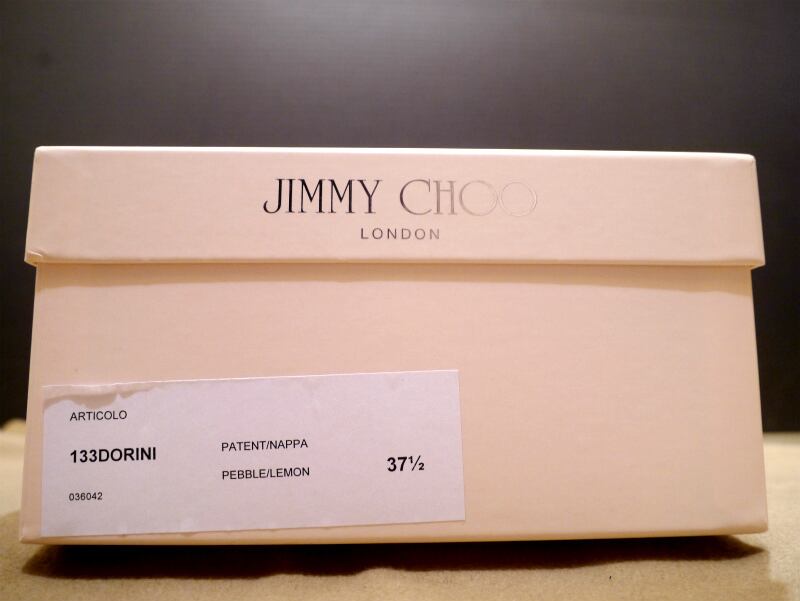 JIMMY CHOO
LONDON
ARTICOLO
133DORINI
036042
PATENT/NAPPA
PEBBLE/LEMON
37½